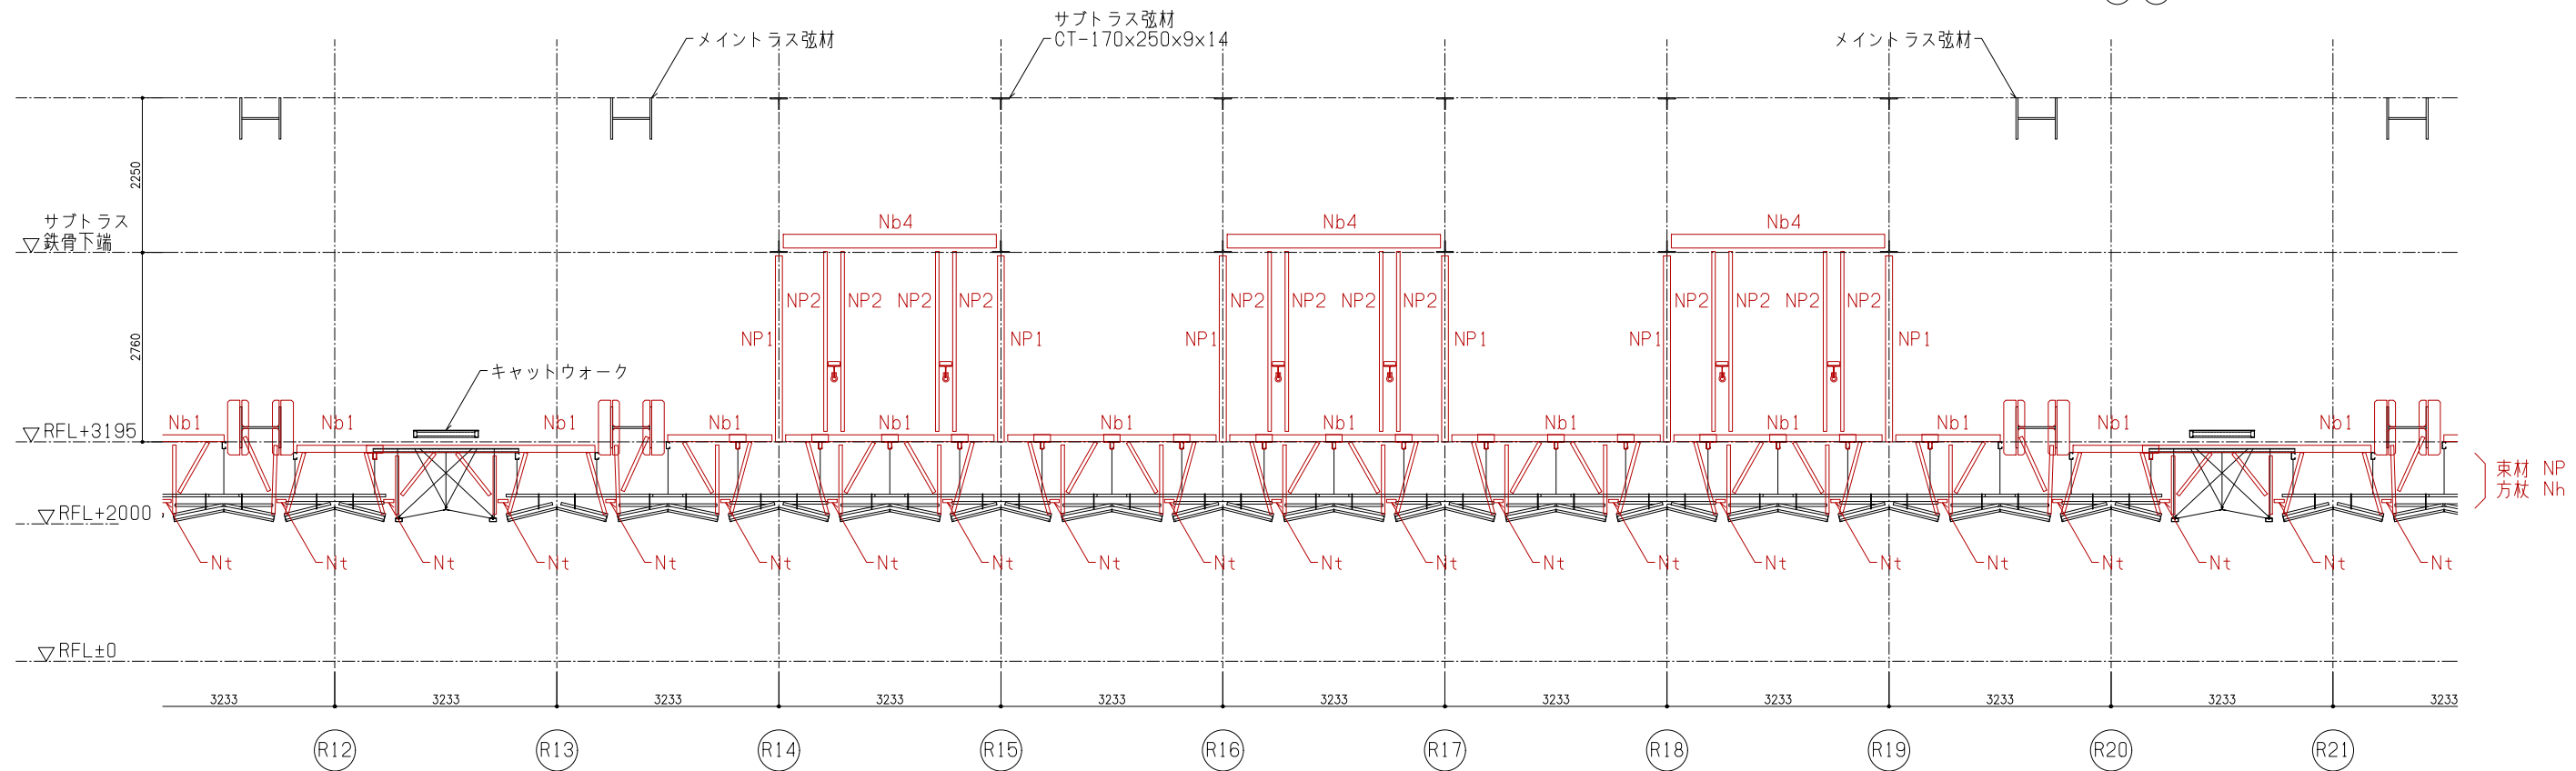 サブトラス弦材
メイントラス弦材
CT-170x250x9x14
メイントラス弦材
2250
サブトラス
鉄骨下端
Nb4 Nb4 Nb4
NP2 NP2 NP2 NP2 NP2 NP2 NP2 NP2 NP2 NP2 NP2 NP2
2760
NP1 NP1 NP1 NP1 NP1 NP1
キャットウォーク
Nb1 Nb1 Nb1 Nb1 Nb1 Nb1 Nb1 Nb1 Nb1 Nb1 Nb1 Nb1
RFL+3195
束材 NP
方杖 Nh
RFL+2000
Nt Nt Nt Nt Nt Nt Nt Nt Nt Nt Nt Nt Nt Nt Nt Nt Nt Nt Nt Nt Nt
RFL±0
3233 3233 3233 3233 3233 3233 3233 3233 3233 3233 3233
R12 R13 R14 R15 R16 R17 R18 R19 R20 R21